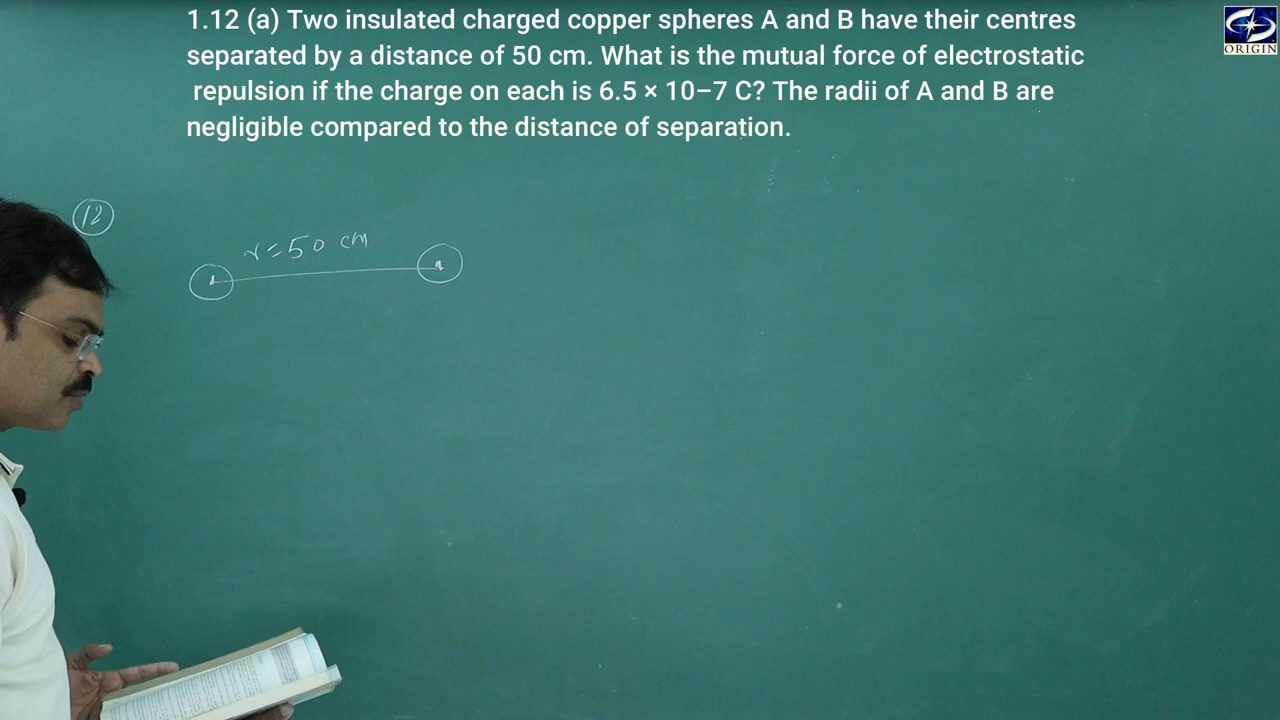 1.12 (a) Two insulated charged copper spheres A and B have their centres
separated by a distance of 50 cm. What is the mutual force of electrostatic
repulsion if the charge on each is 6.5 × 10–7 C? The radii of A and B are
negligible compared to the distance of separation.
ORIGIN
12
r = 50 cm